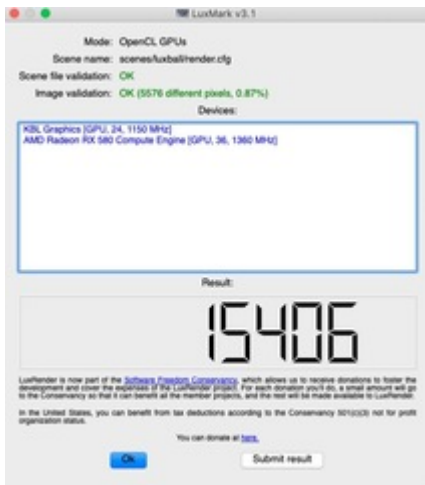 LuxMark v3.1
Mode: OpenCL GPUs
Scene name: scenes/luxball/render.cfg
Scene file validation: OK
Image validation: OK (5576 different pixels, 0.87%)
Devices:
KBL Graphics [GPU, 24, 1150 MHz]
AMD Radeon RX 580 Compute Engine [GPU, 36, 1360 MHz]
Result:
15406
LuxRender is now part of the Software Freedom Conservancy, which allows us to receive donations to foster the
development and cover the expenses of the LuxRender project. For each donation you'll do, a small amount will go
to the Conservancy so that it can benefit all the member projects, and the rest will be made available to LuxRender.
In the United States, you can benefit from tax deductions according to the Conservancy 501(c)(3) not for profit
organization status.
You can donate at here.
Ok
Submit result